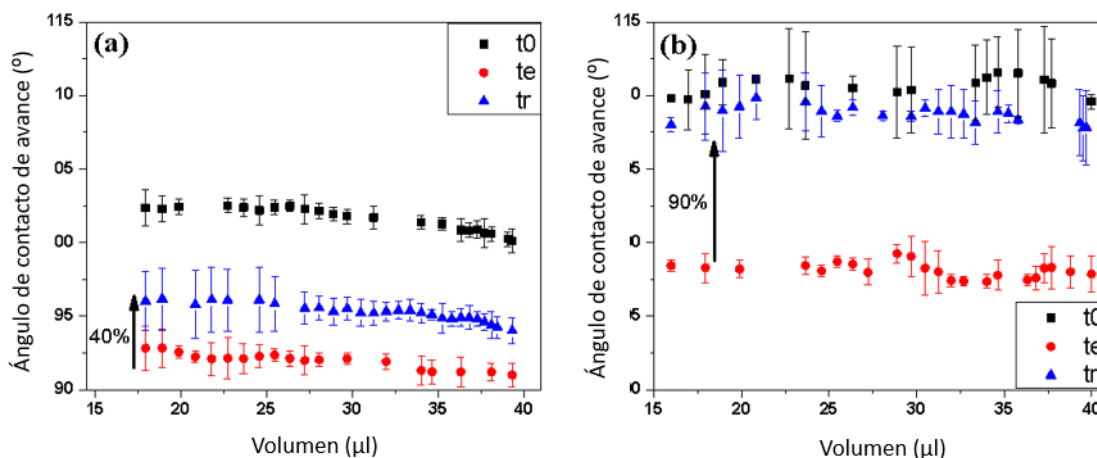 (a)
t0
te
tr
115
10
05
00
95
90
40%
15 20 25 30 35 40
Ángulo de contacto de avance (º)
Volumen (µl)
(b)
115
0
05
0
05
0
90%
t0
te
tr
15 20 25 30 35 40
Ángulo de contacto de avance (º)
Volumen (µl)